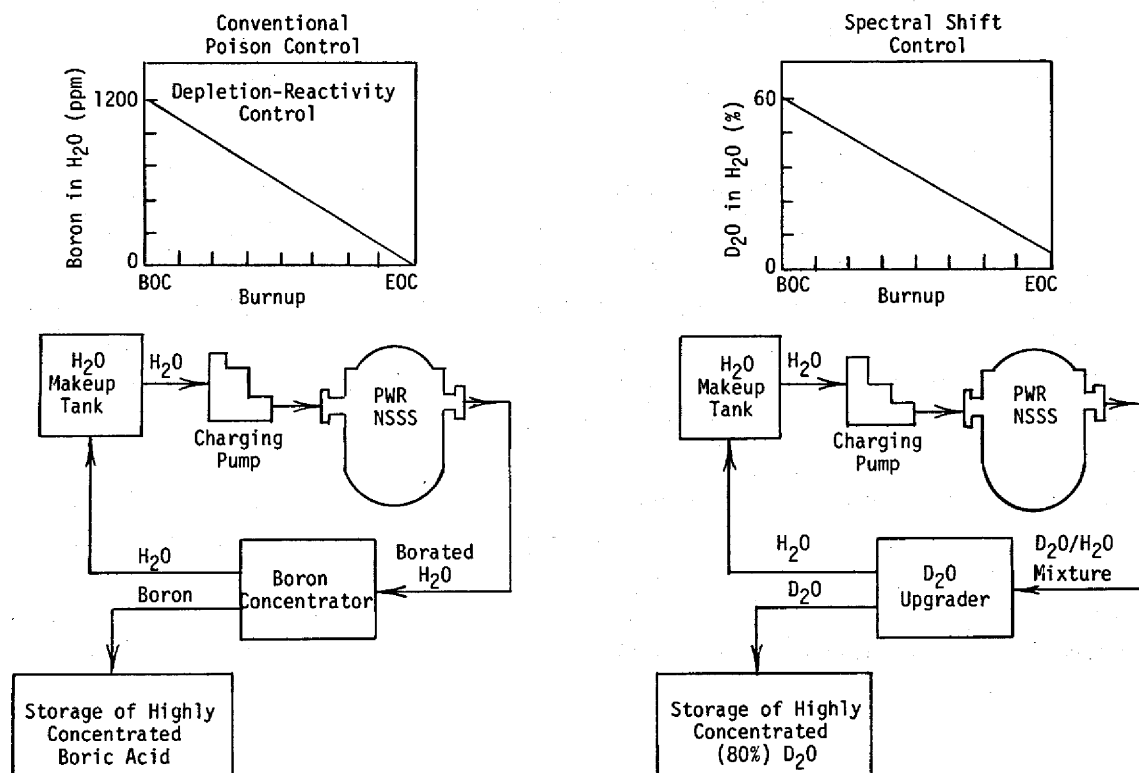 Conventional
Poison Control
Depletion-Reactivity
Control
Boron in H₂O (ppm)
1200
0
BOC
EOC
Burnup
H₂O
Makeup
Tank
H₂O
Charging
Pump
PWR
NSSS
H₂O
Boron
Boron
Concentrator
Borated
H₂O
Storage of Highly
Concentrated
Boric Acid
Spectral Shift
Control
D₂O in H₂O (%)
60
0
BOC
EOC
Burnup
H₂O
Makeup
Tank
H₂O
Charging
Pump
PWR
NSSS
H₂O
D₂O
D₂O
Upgrader
D₂O/H₂O
Mixture
Storage of Highly
Concentrated
(80%) D₂O